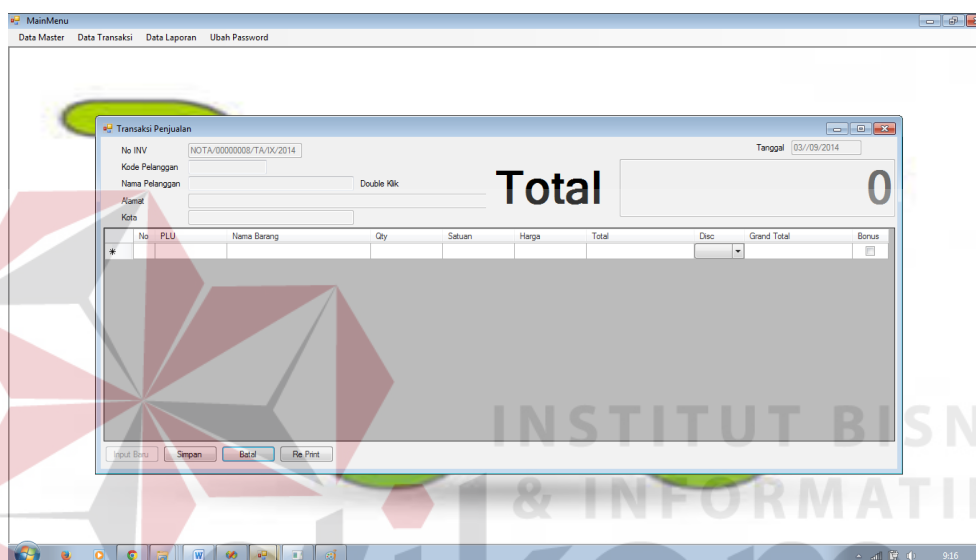 MainMenu
Data Master Data Transaksi Data Laporan Ubah Password
Transaksi Penjualan
No INV NOTA/00000008/TA/IX/2014 Tanggal 03//09/2014
Kode Pelanggan
Nama Pelanggan Double Klik
Total 0
Alamat
Kota
No PLU Nama Barang Qty Satuan Harga Total Disc Grand Total Bonus
Input Baru Simpan Batal Re Print
INSTITUT BISN
& INFORMATI
9:16